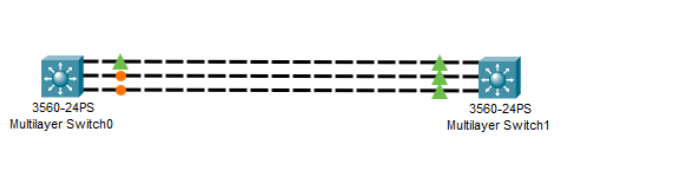 3560-24PS
Multilayer Switch0
3560-24PS
Multilayer Switch1